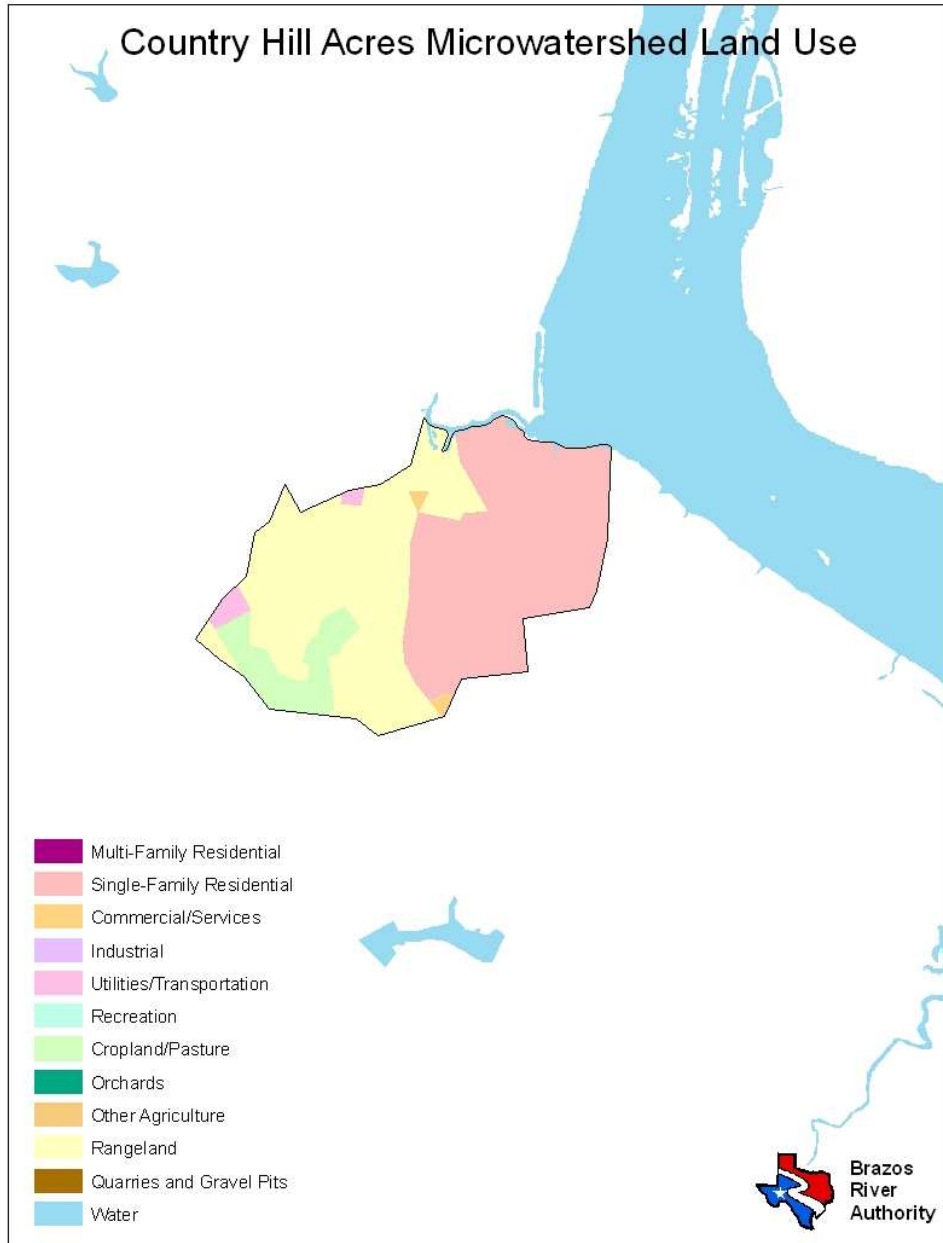 Country Hill Acres Microwatershed Land Use
Multi-Family Residential
Single-Family Residential
Commercial/Services
Industrial
Utilities/Transportation
Recreation
Cropland/Pasture
Orchards
Other Agriculture
Rangeland
Quarries and Gravel Pits
Water
Brazos
River
Authority